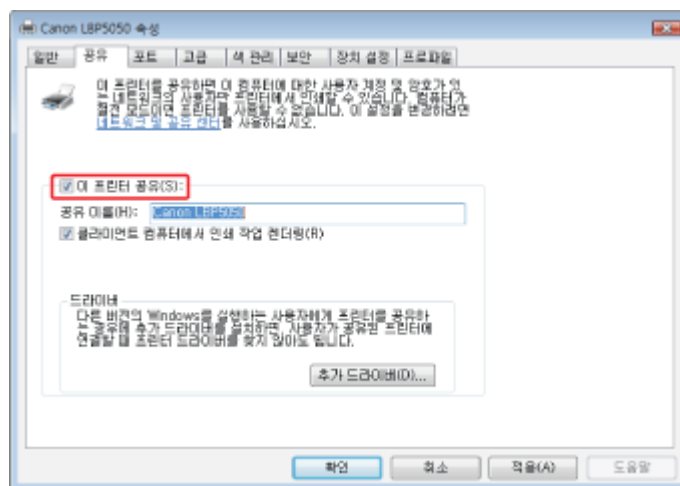 Canon LBP5050 속성
일반 공유 포트 고급 색 관리 보안 장치 설정 프로파일
이 프린터를 공유하면 이 컴퓨터에 대한 사용자 계정 및 암호가 있
는 네트워크의 사용자만 프린터에서 인쇄할 수 있습니다. 컴퓨터가
절전 모드이면 프린터를 사용할 수 없습니다. 이 설정을 변경하려면
네트워크 및 공유 센터를 사용하십시오.
이 프린터 공유(S):
공유 이름(H): Canon LBP5050
클라이언트 컴퓨터에서 인쇄 작업 렌더링(R)
드라이버
다른 버전의 Windows를 실행하는 사용자에게 프린터를 공유하
는 경우에 추가 드라이버를 설치하면, 사용자가 공유된 프린터에
연결할 때 프린터 드라이버를 찾지 않아도 됩니다.
추가 드라이버(D)...
확인 취소 적용(A) 도움말